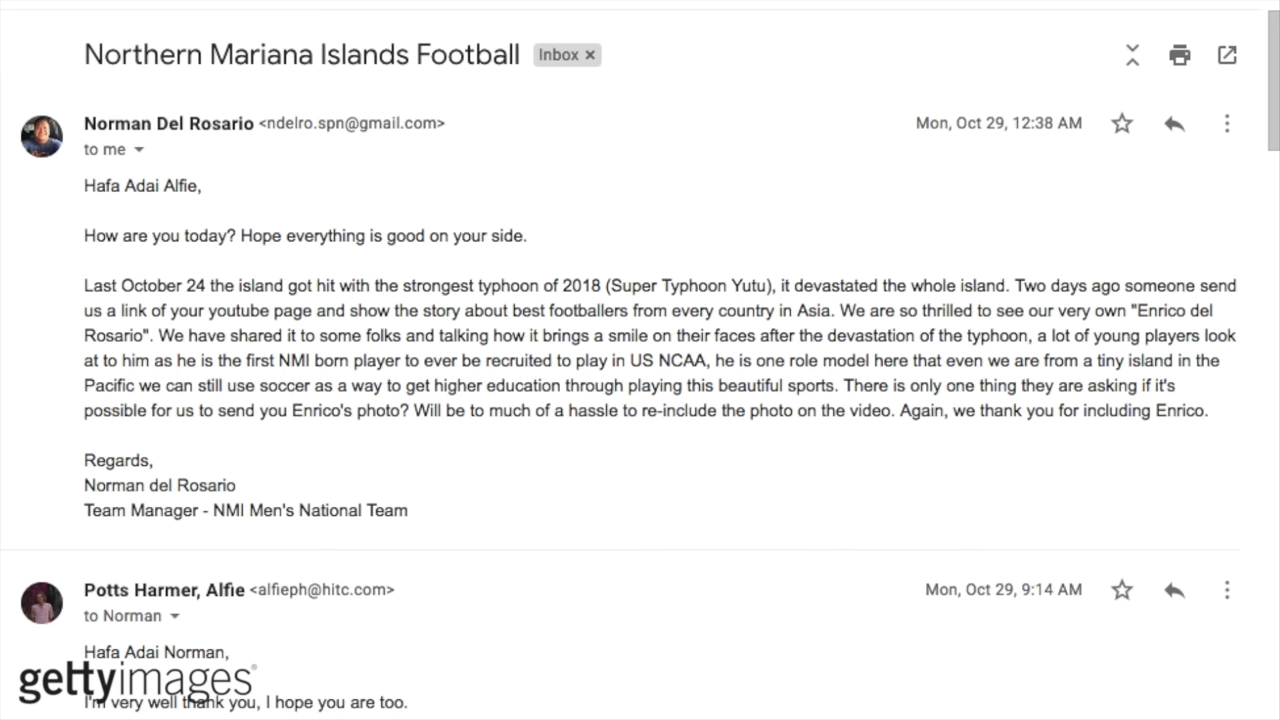 Northern Mariana Islands Football Inbox ×
Norman Del Rosario <ndelro.spn@gmail.com> Mon, Oct 29, 12:38 AM
to me
Hafa Adai Alfie,
How are you today? Hope everything is good on your side.
Last October 24 the island got hit with the strongest typhoon of 2018 (Super Typhoon Yutu), it devastated the whole island. Two days ago someone send
us a link of your youtube page and show the story about best footballers from every country in Asia. We are so thrilled to see our very own "Enrico del
Rosario". We have shared it to some folks and talking how it brings a smile on their faces after the devastation of the typhoon, a lot of young players look
at to him as he is the first NMI born player to ever be recruited to play in US NCAA, he is one role model here that even we are from a tiny island in the
Pacific we can still use soccer as a way to get higher education through playing this beautiful sports. There is only one thing they are asking if it's
possible for us to send you Enrico's photo? Will be to much of a hassle to re-include the photo on the video. Again, we thank you for including Enrico.
Regards,
Norman del Rosario
Team Manager - NMI Men's National Team
Potts Harmer, Alfie <alfieph@hitc.com> Mon, Oct 29, 9:14 AM
to Norman
Hafa Adai Norman,
gettyimages®
I'm very well thank you, I hope you are too.